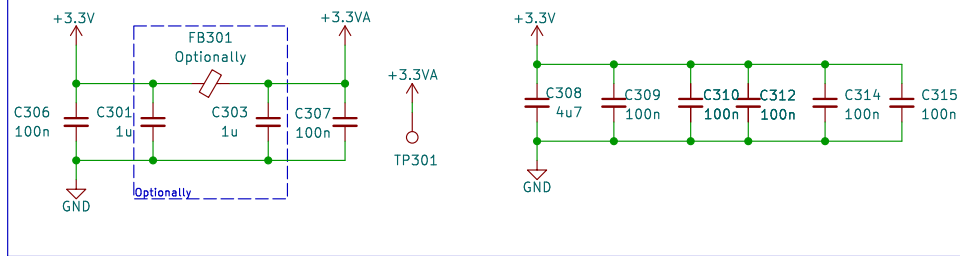 +3.3V
+3.3VA
+3.3V
FB301
Optionally
+3.3VA
C306
100n
C301
1u
C303
1u
C307
100n
TP301
Optionally
GND
C308
4u7
C309
100n
C310
100n
C312
100n
C314
100n
C315
100n
GND